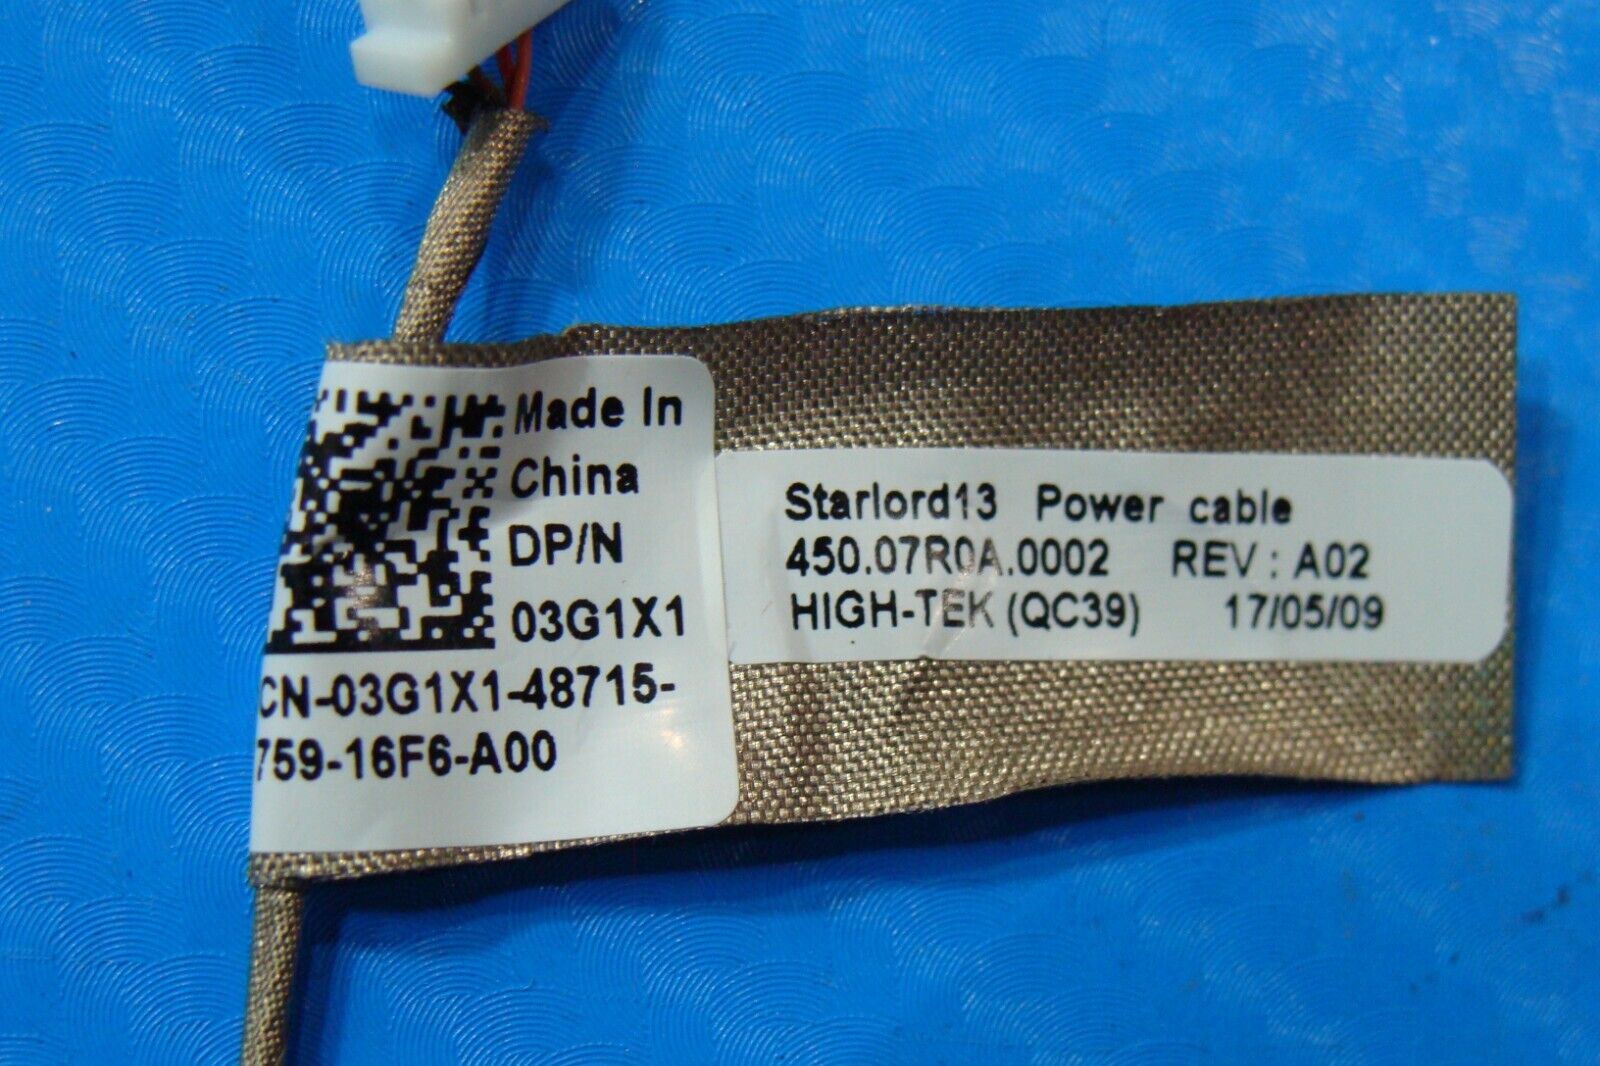 Made In
China
DP/N
03G1X1
CN-03G1X1-48715-
759-16F6-A00
Starlord13 Power cable
450.07R0A.0002 REV : A02
HIGH-TEK (QC39) 17/05/09